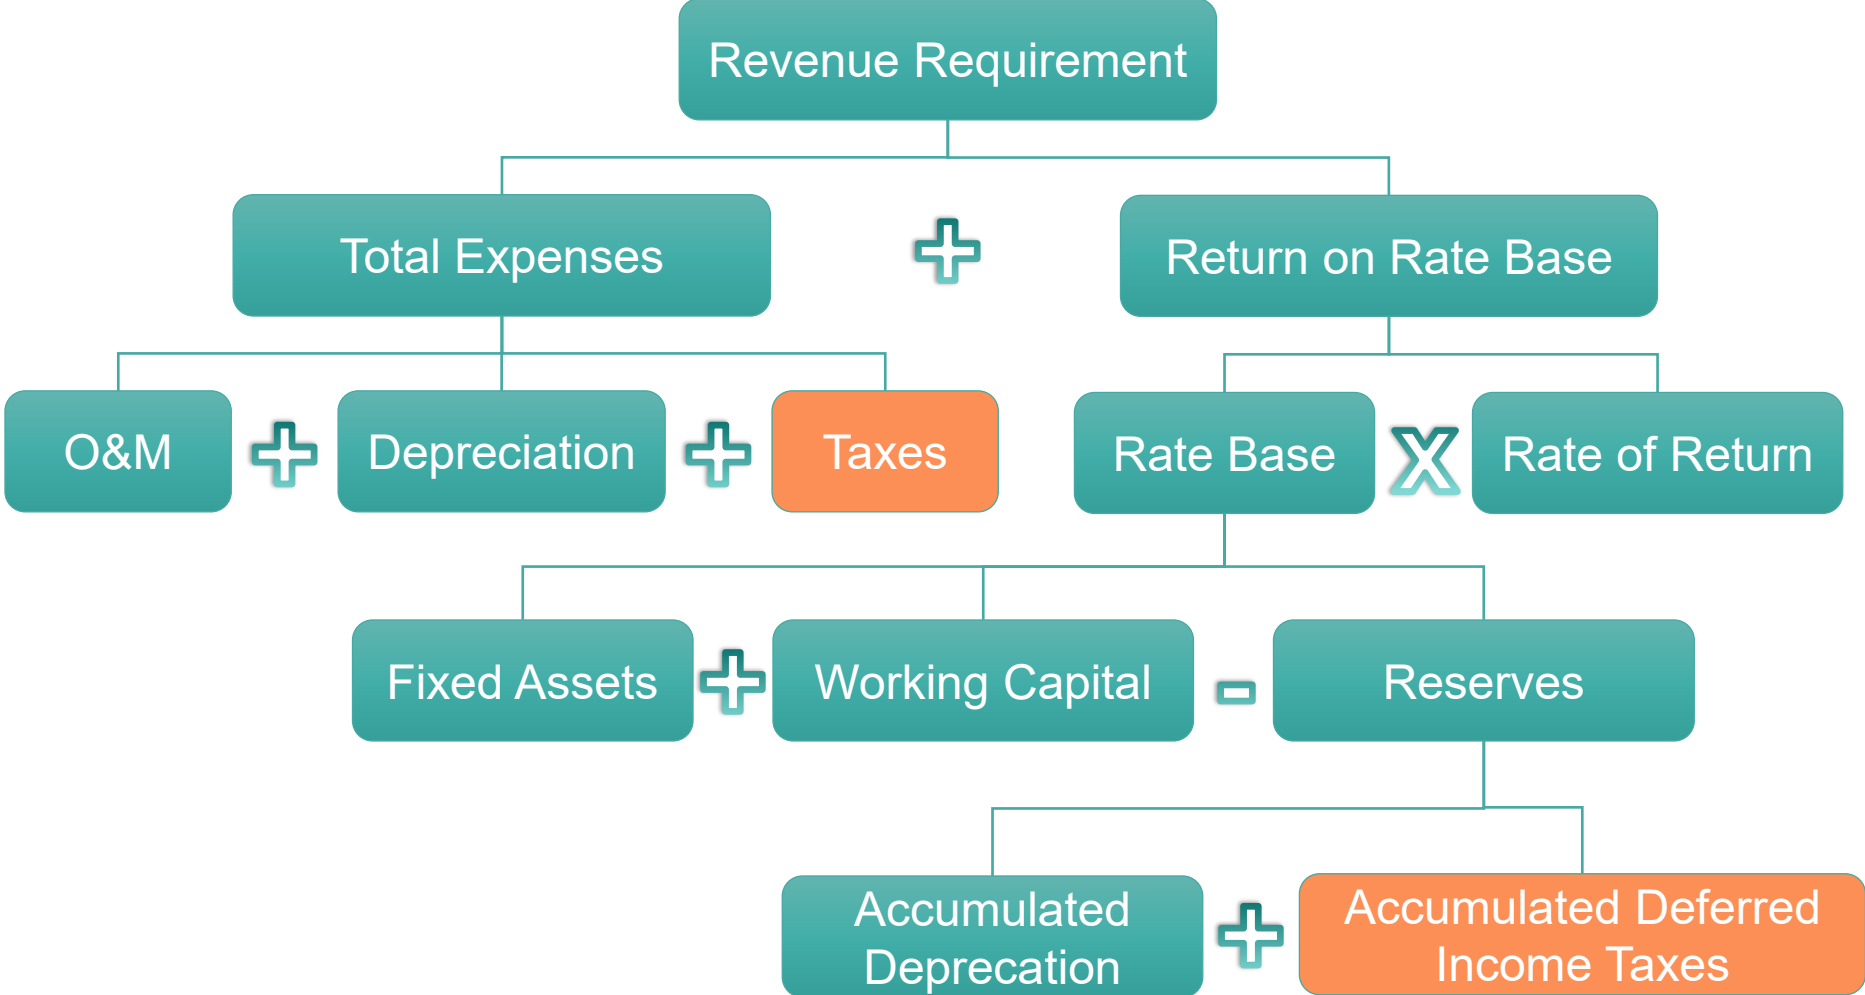 Revenue Requirement
Total Expenses
+
Return on Rate Base
O&M
+
Depreciation
+
Taxes
Rate Base
X
Rate of Return
Fixed Assets
+
Working Capital
-
Reserves
Accumulated
Deprecation
+
Accumulated Deferred
Income Taxes